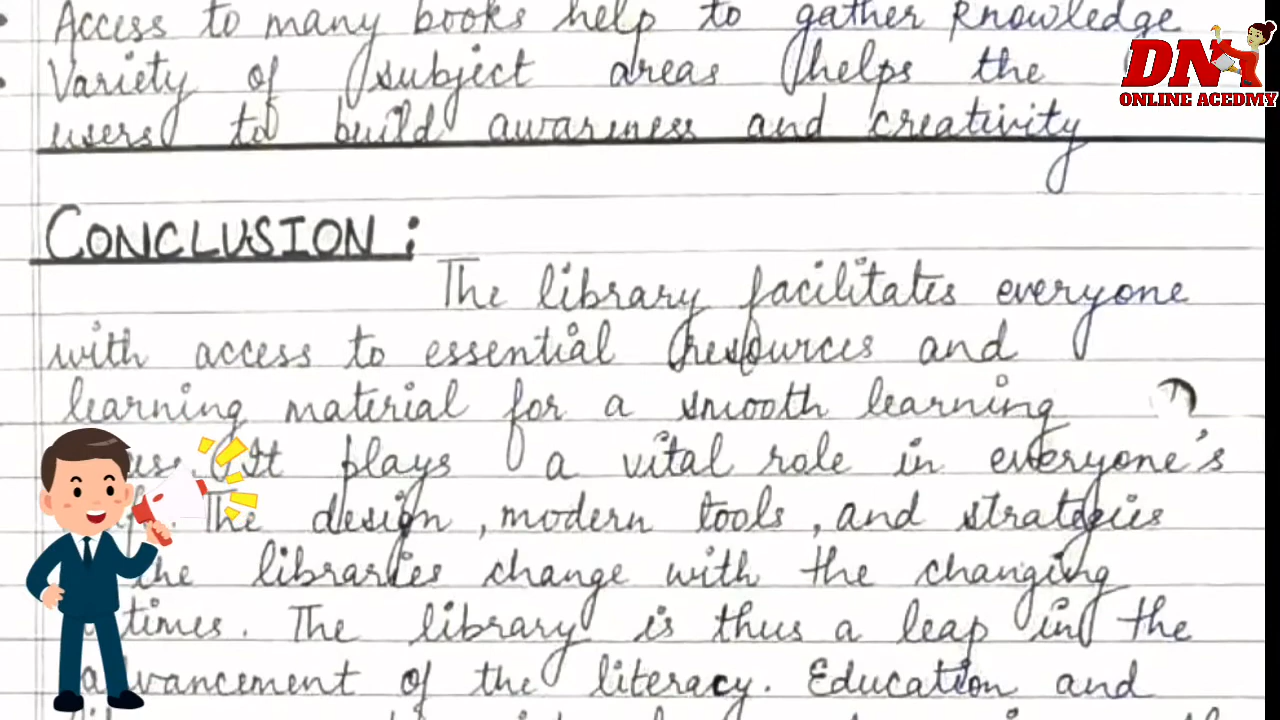 Access to many books help to gather knowledge
Variety of subject areas helps the
users to build awareness and creativity
CONCLUSION :
The library facilitates everyone
with access to essential resources and
learning material for a smooth learning
It plays a vital role in everyone's
The design, modern tools, and strategies
the libraries change with the changing
times. The library is thus a leap in the
advancement of the literacy. Education and
DNA
ONLINE ACEDMY